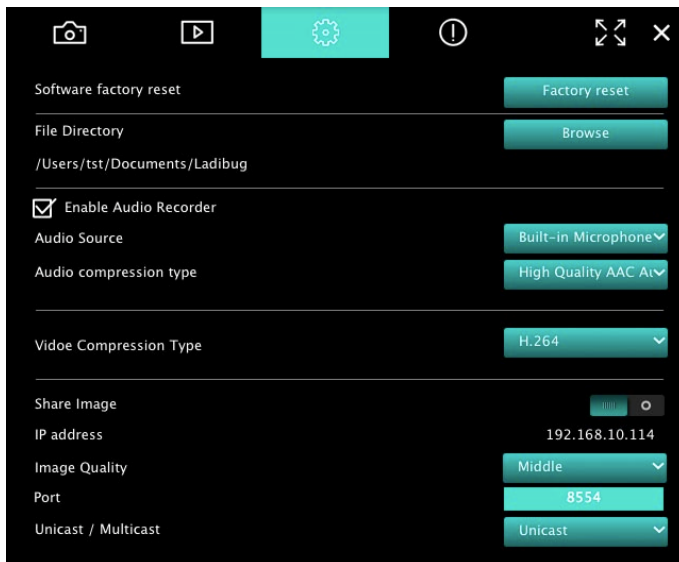 Software factory reset Factory reset
File Directory Browse
/Users/tst/Documents/Ladibug
Enable Audio Recorder
Audio Source Built-in Microphone
Audio compression type High Quality AAC
Vidoe Compression Type H.264
Share Image
IP address 192.168.10.114
Image Quality Middle
Port 8554
Unicast / Multicast Unicast